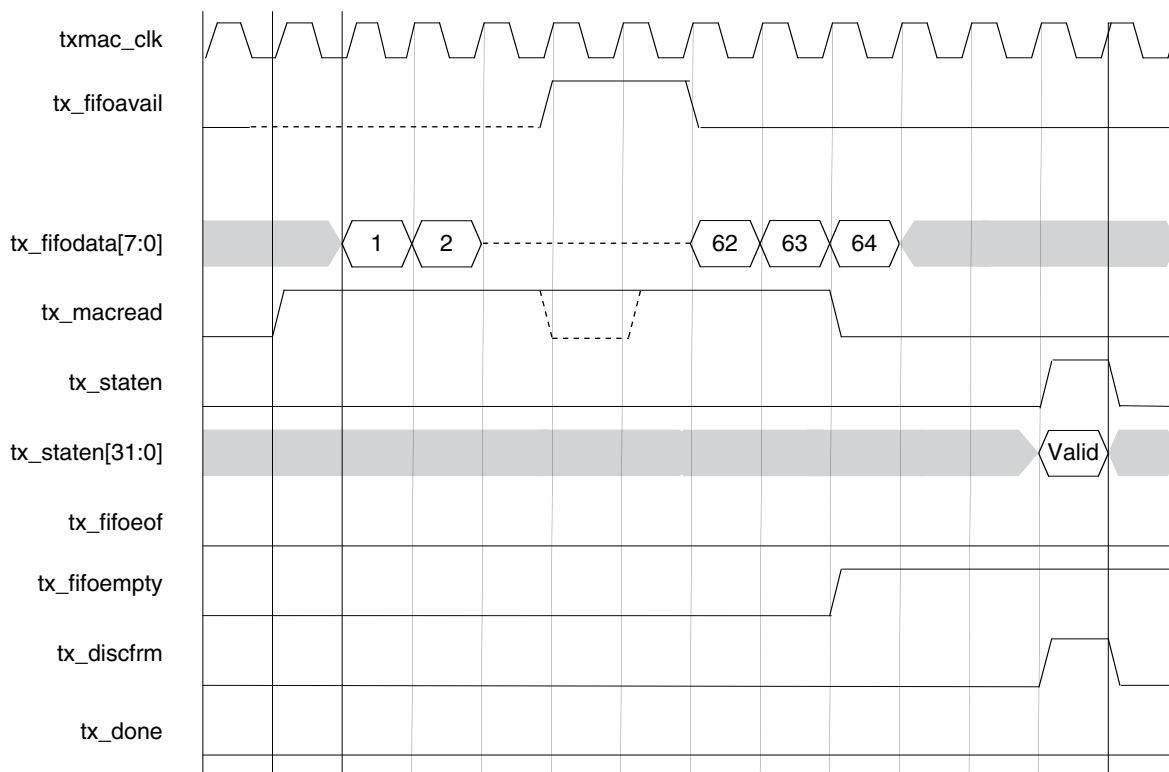 txmac_clk
tx_fifoavail
tx_fifodata[7:0] 1 2 62 63 64
tx_macread
tx_staten
tx_staten[31:0] Valid
tx_fifoeof
tx_fifoempty
tx_discfrm
tx_done